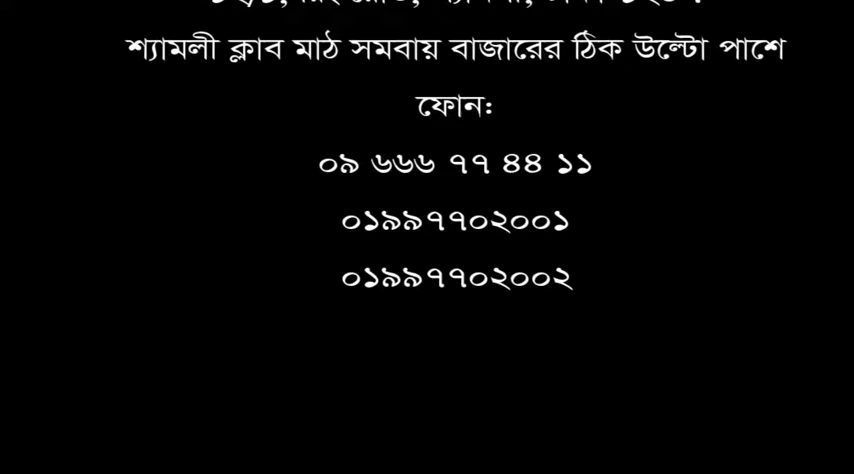 শ্যামলী ক্লাব মাঠ সমবায় বাজারের ঠিক উল্টো পাশে
ফোন:
০৯ ৬৬৬ ৭৭ ৪৪ ১১
০১৯৯৭৭০২০০১
০১৯৯৭৭০২০০২